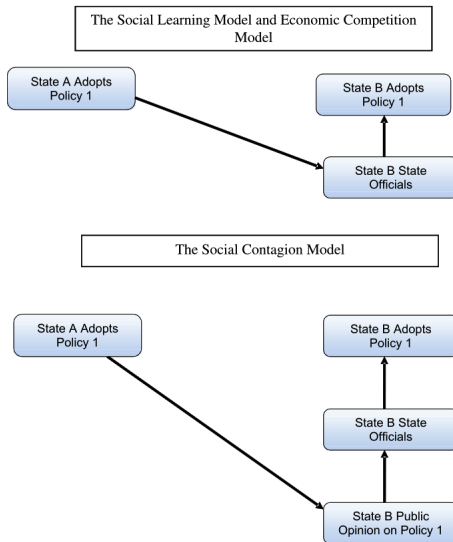 The Social Learning Model and Economic Competition
Model
State A Adopts
Policy 1
State B Adopts
Policy 1
State B State
Officials
The Social Contagion Model
State A Adopts
Policy 1
State B Adopts
Policy 1
State B State
Officials
State B Public
Opinion on Policy 1